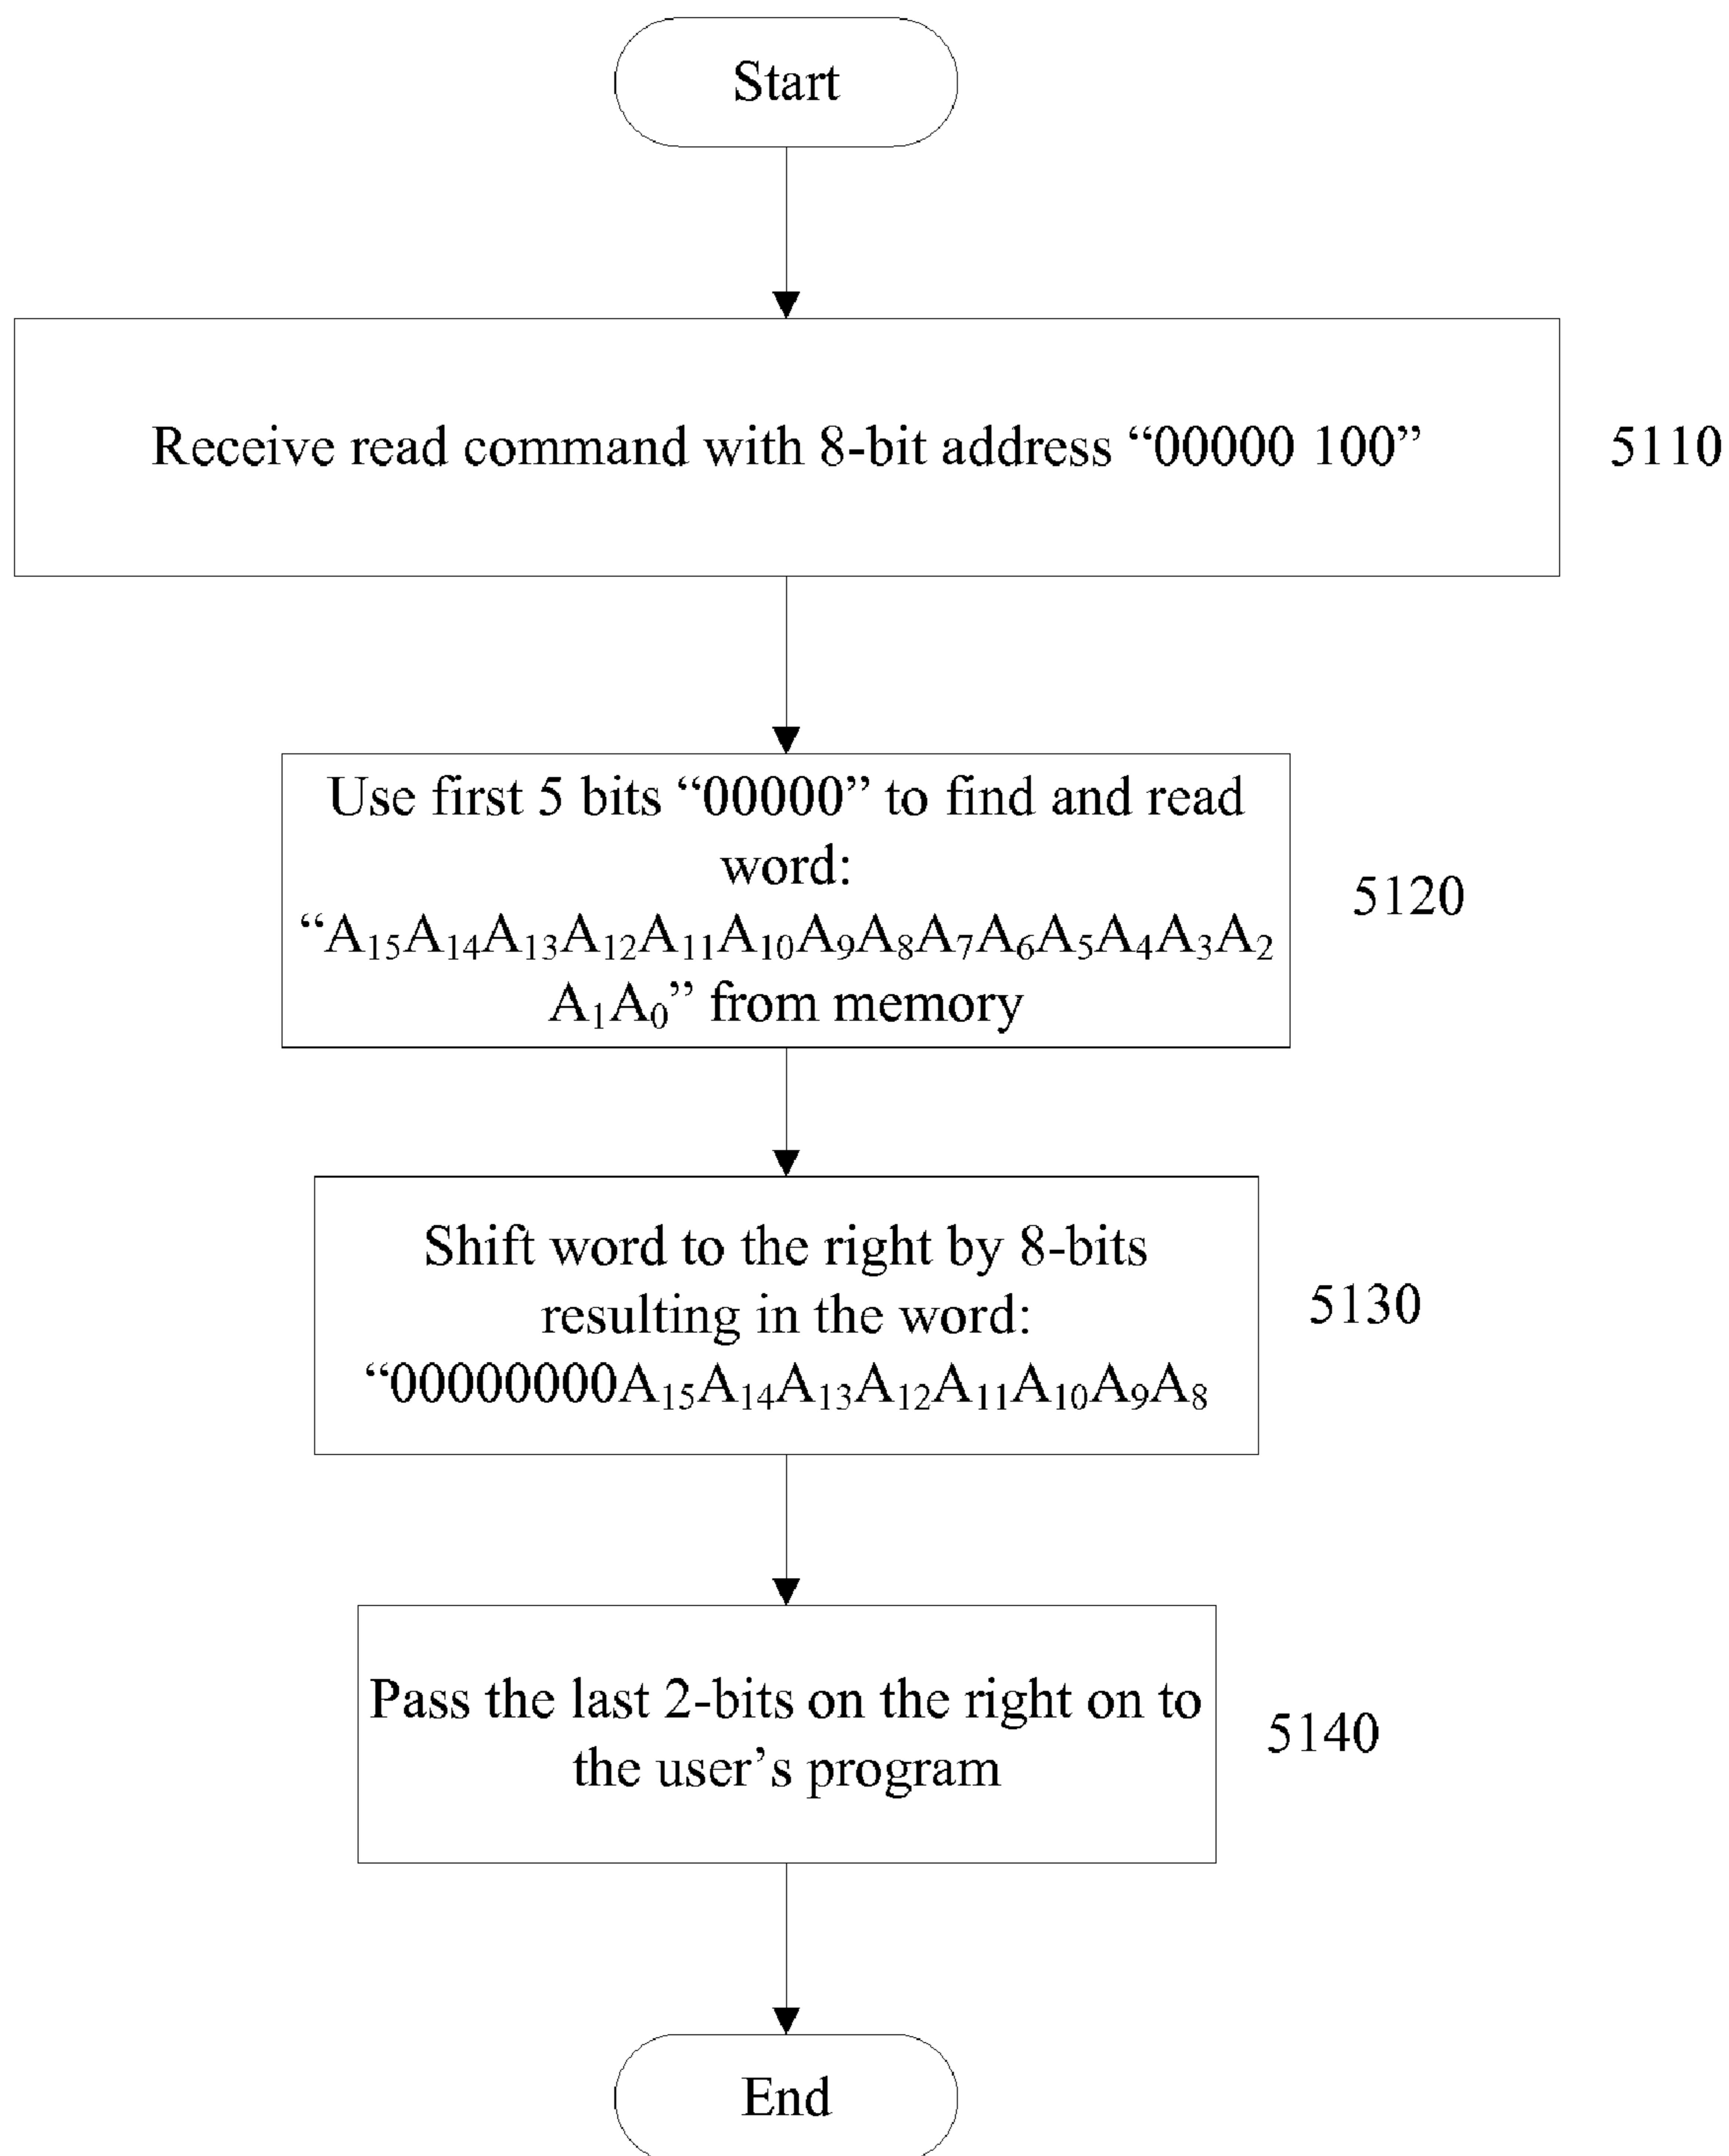 Start
Receive read command with 8-bit address “00000 100”
5110
Use first 5 bits “00000” to find and read
word:
“A₁₅A₁₄A₁₃A₁₂A₁₁A₁₀A₉A₈A₇A₆A₅A₄A₃A₂
A₁A₀” from memory
5120
Shift word to the right by 8-bits
resulting in the word:
“00000000A₁₅A₁₄A₁₃A₁₂A₁₁A₁₀A₉A₈
5130
Pass the last 2-bits on the right on to
the user’s program
5140
End